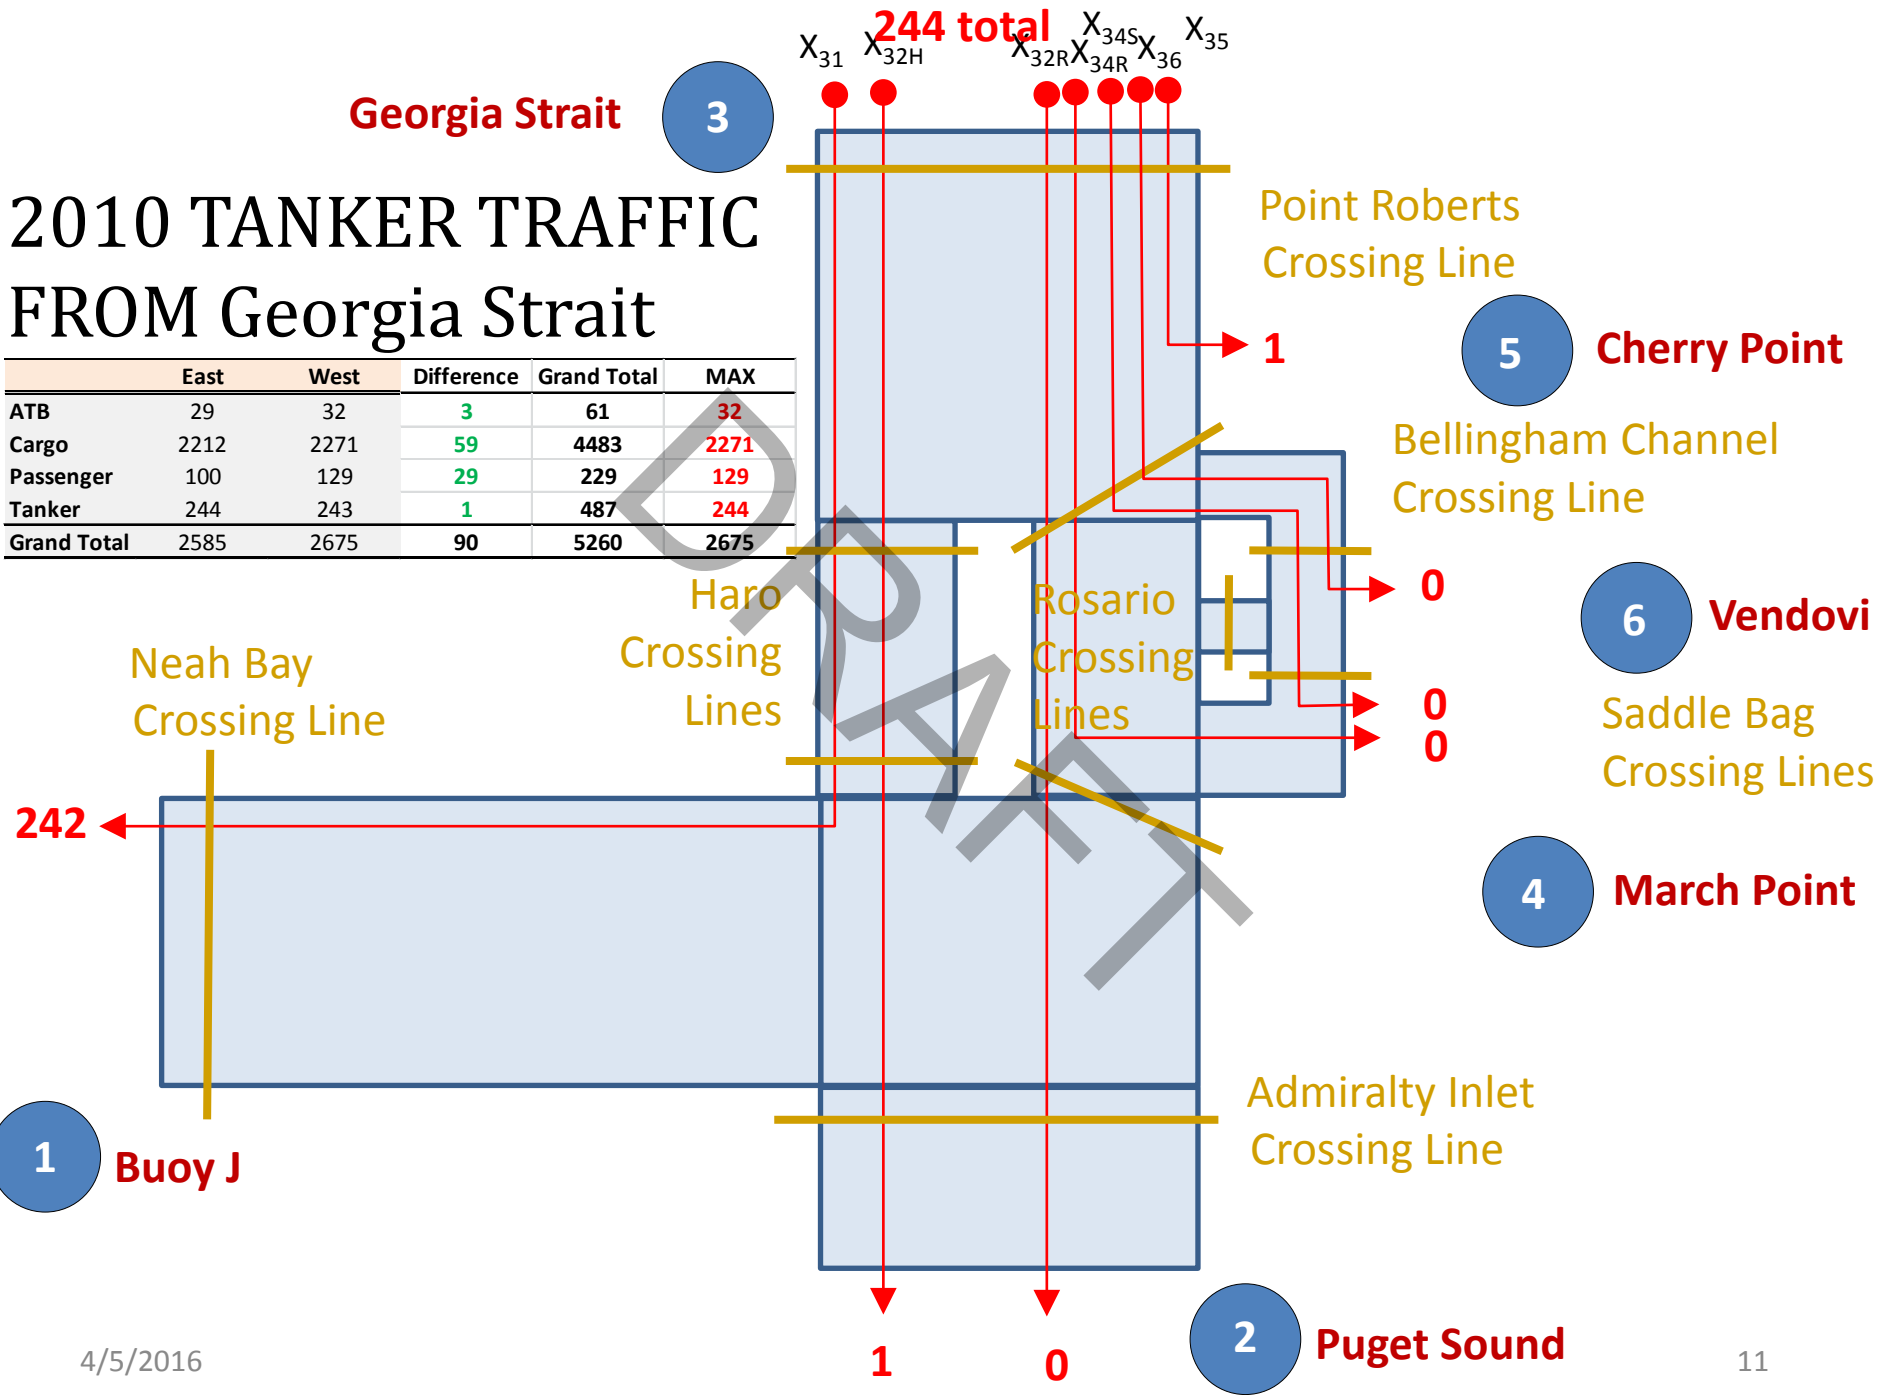 244 total
X31 X32H X32R X34R X34S X36 X35
Georgia Strait
3
2010 TANKER TRAFFIC
FROM Georgia Strait
Point Roberts
Crossing Line
1
5
Cherry Point
East West Difference Grand Total MAX
ATB 29 32 3 61 32
Cargo 2212 2271 59 4483 2271
Passenger 100 129 29 229 129
Tanker 244 243 1 487 244
Grand Total 2585 2675 90 5260 2675
Bellingham Channel
Crossing Line
Haro
Crossing
Lines
Rosario
Crossing
Lines
0
6
Vendovi
Neah Bay
Crossing Line
0
0
Saddle Bag
Crossing Lines
242
4
March Point
DRAFT
Admiralty Inlet
Crossing Line
1
Buoy J
2
Puget Sound
1
0
4/5/2016
11